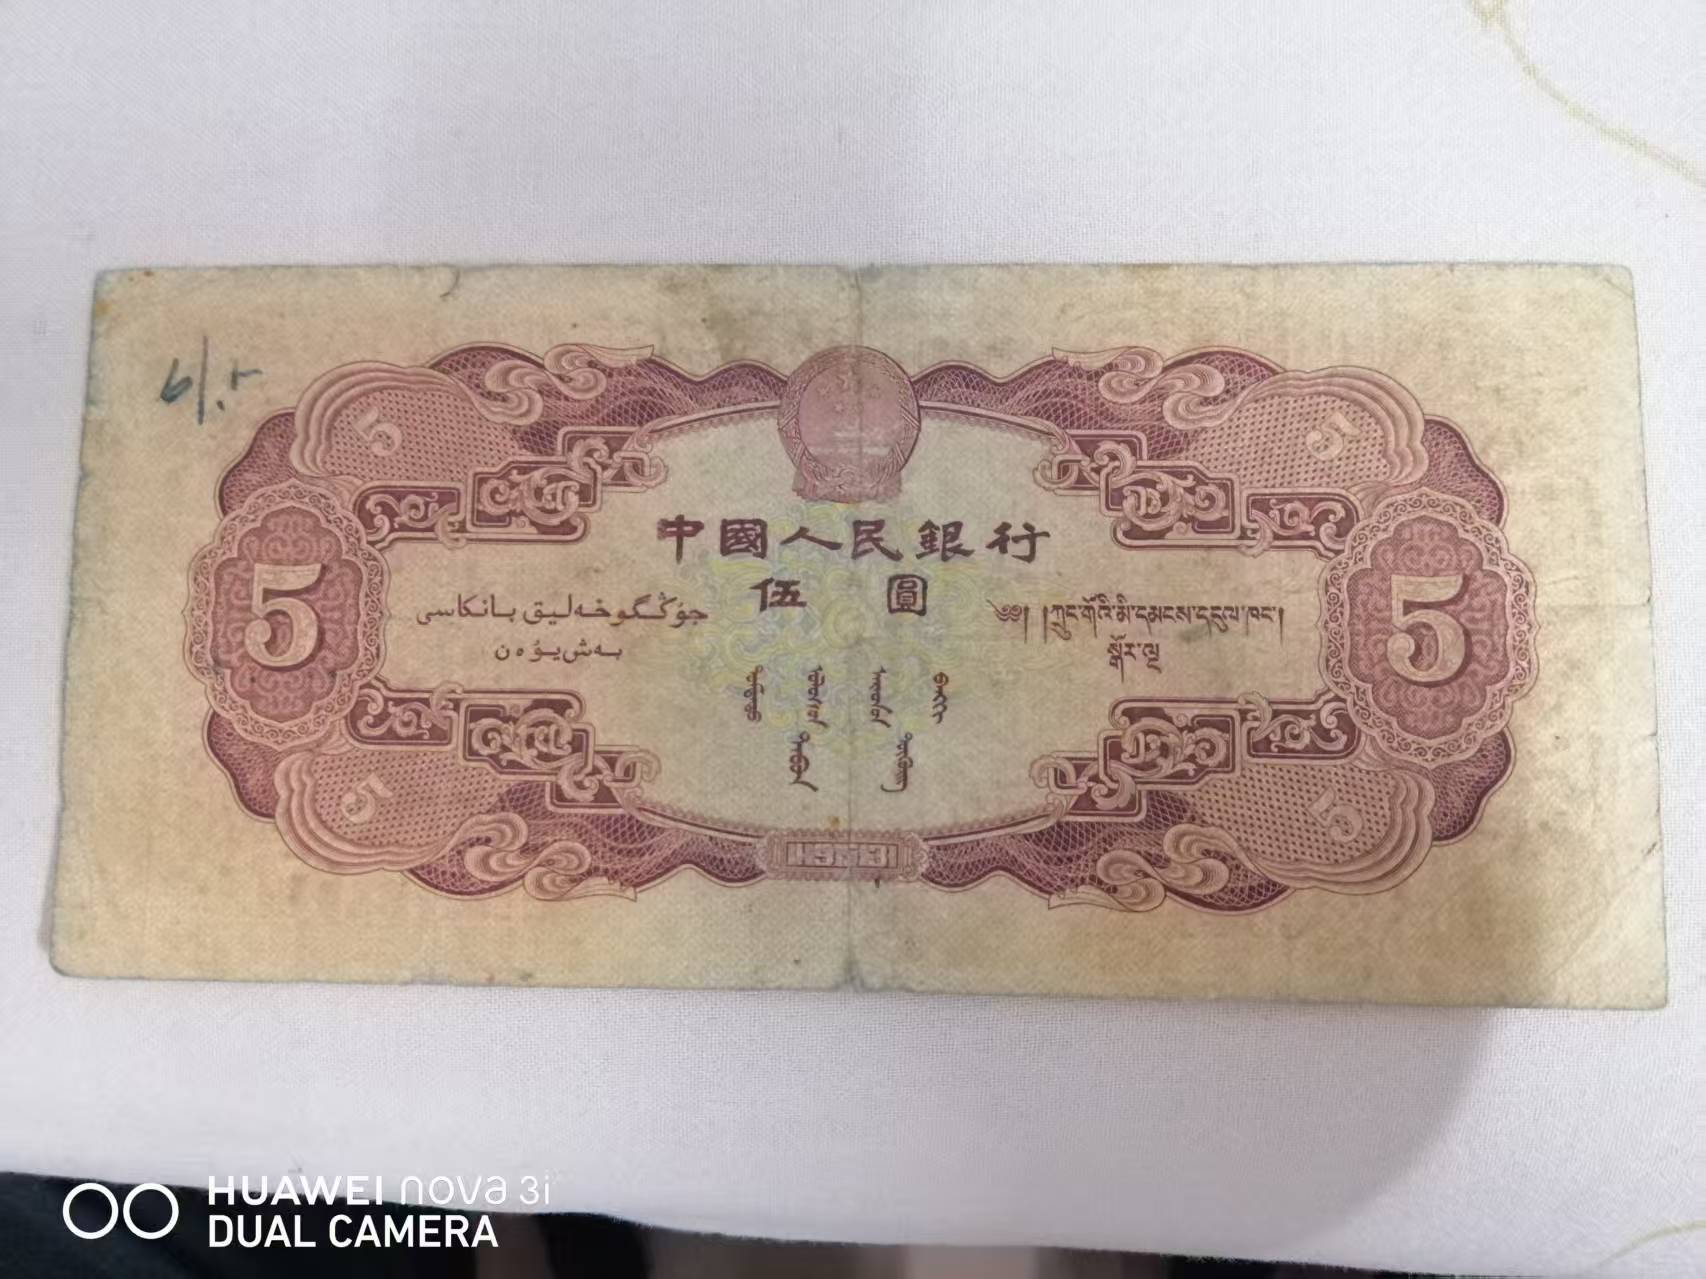 中國人民銀行
伍圓
جۇڭگوخەلىق بانكاسى
بەش يۇەن
༄༅། །ཀྲུང་གོའི་མི་དམངས་དངུལ་ཁང་།
སྒོར་ལྔ
5
5
5
5
5
5
1953
HUAWEI nova 3i
DUAL CAMERA